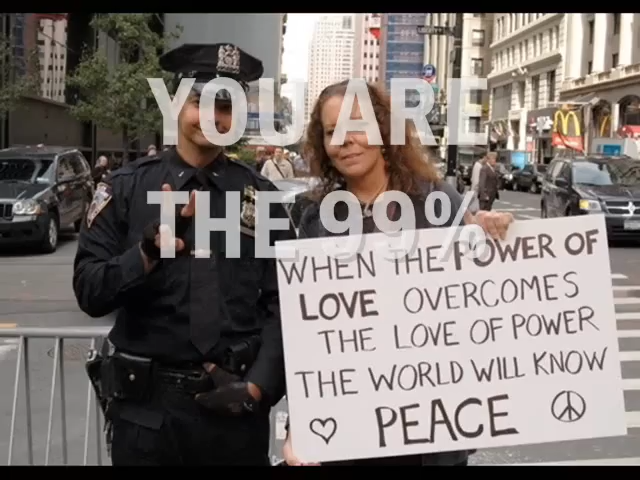 YOU ARE
THE 99%
WHEN THE POWER OF
LOVE OVERCOMES
THE LOVE OF POWER
THE WORLD WILL KNOW
PEACE